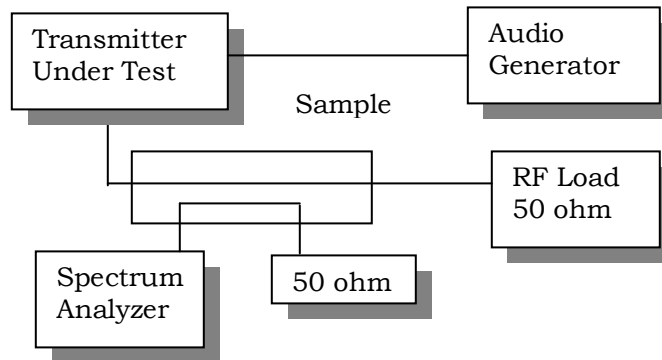 Transmitter
Under Test
Audio
Generator
Sample
RF Load
50 ohm
Spectrum
Analyzer
50 ohm